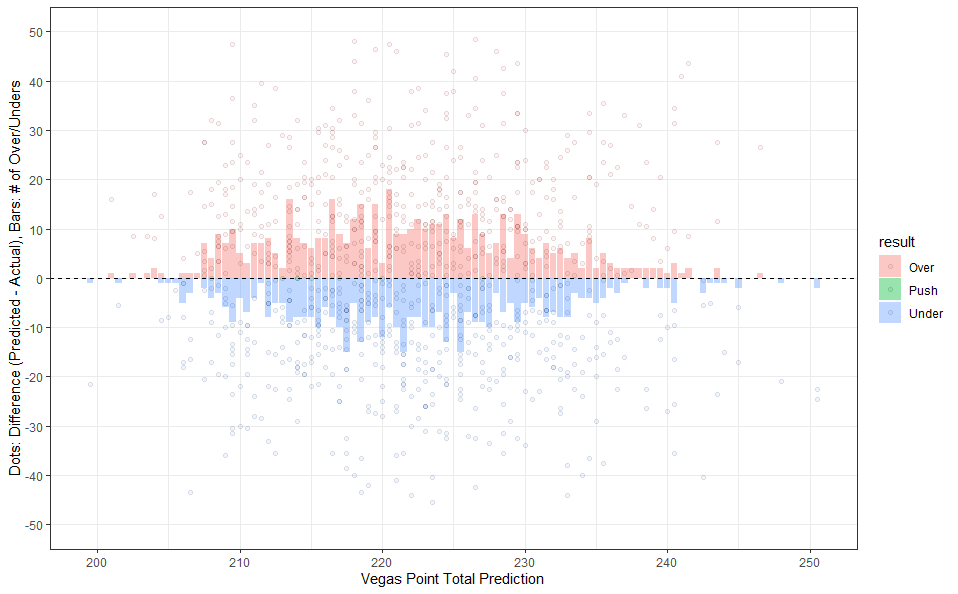 Dots: Difference (Predicted - Actual), Bars: # of Over/Unders
50
40
30
20
10
0
-10
-20
-30
-40
-50
200
210
220
230
240
250
Vegas Point Total Prediction
result
Over
Push
Under